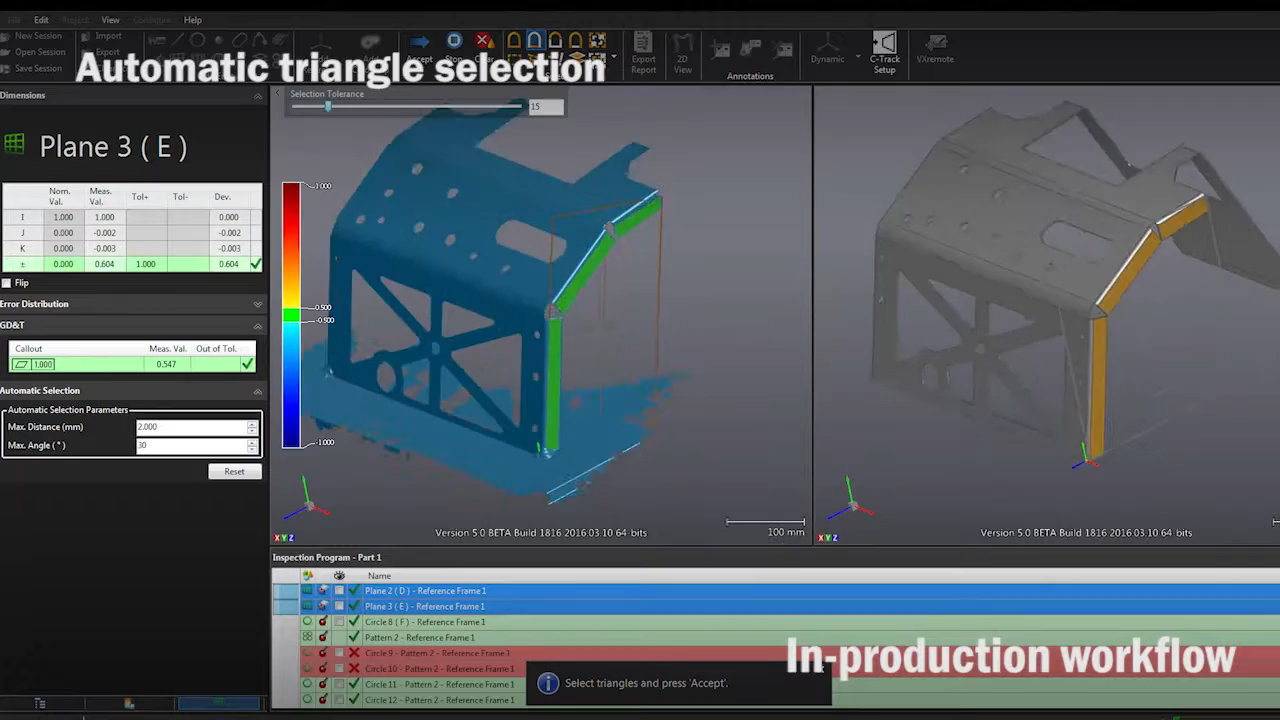 Edit
View
Help
New Session
Open Session
Save Session
Import
Export
Accept
Export Report
2D View
Annotations
Dynamic
C-Track Setup
VXremote
Automatic triangle selection
Dimensions
Selection Tolerance
15
Plane 3 ( E )
Nom. Val. Meas. Val. Tol+ Tol- Dev.
I 1.000 1.000 0.000
J 0.000 -0.002 -0.002
K 0.000 -0.003 -0.003
± 0.000 0.604 1.000 0.604
Flip
Error Distribution
GD&T
Callout Meas. Val. Out of Tol.
1.000 0.547
Automatic Selection
Automatic Selection Parameters
Max. Distance (mm) 2.000
Max. Angle ( ° ) 30
Reset
1.000
0.500
-0.500
-1.000
X Y Z
Version 5.0 BETA Build 1816 2016.03.10 64 bits
100 mm
X Y Z
Version 5.0 BETA Build 1816 2016.03.10 64 bits
Inspection Program - Part 1
Name
Plane 2 ( D ) - Reference Frame 1
Plane 3 ( E ) - Reference Frame 1
Circle 8 ( F ) - Reference Frame 1
Pattern 2 - Reference Frame 1
Circle 9 - Pattern 2 - Reference Frame 1
Circle 10 - Pattern 2 - Reference Frame 1
Circle 11 - Pattern 2 - Reference Frame 1
Circle 12 - Pattern 2 - Reference Frame 1
Select triangles and press 'Accept'.
In-production workflow